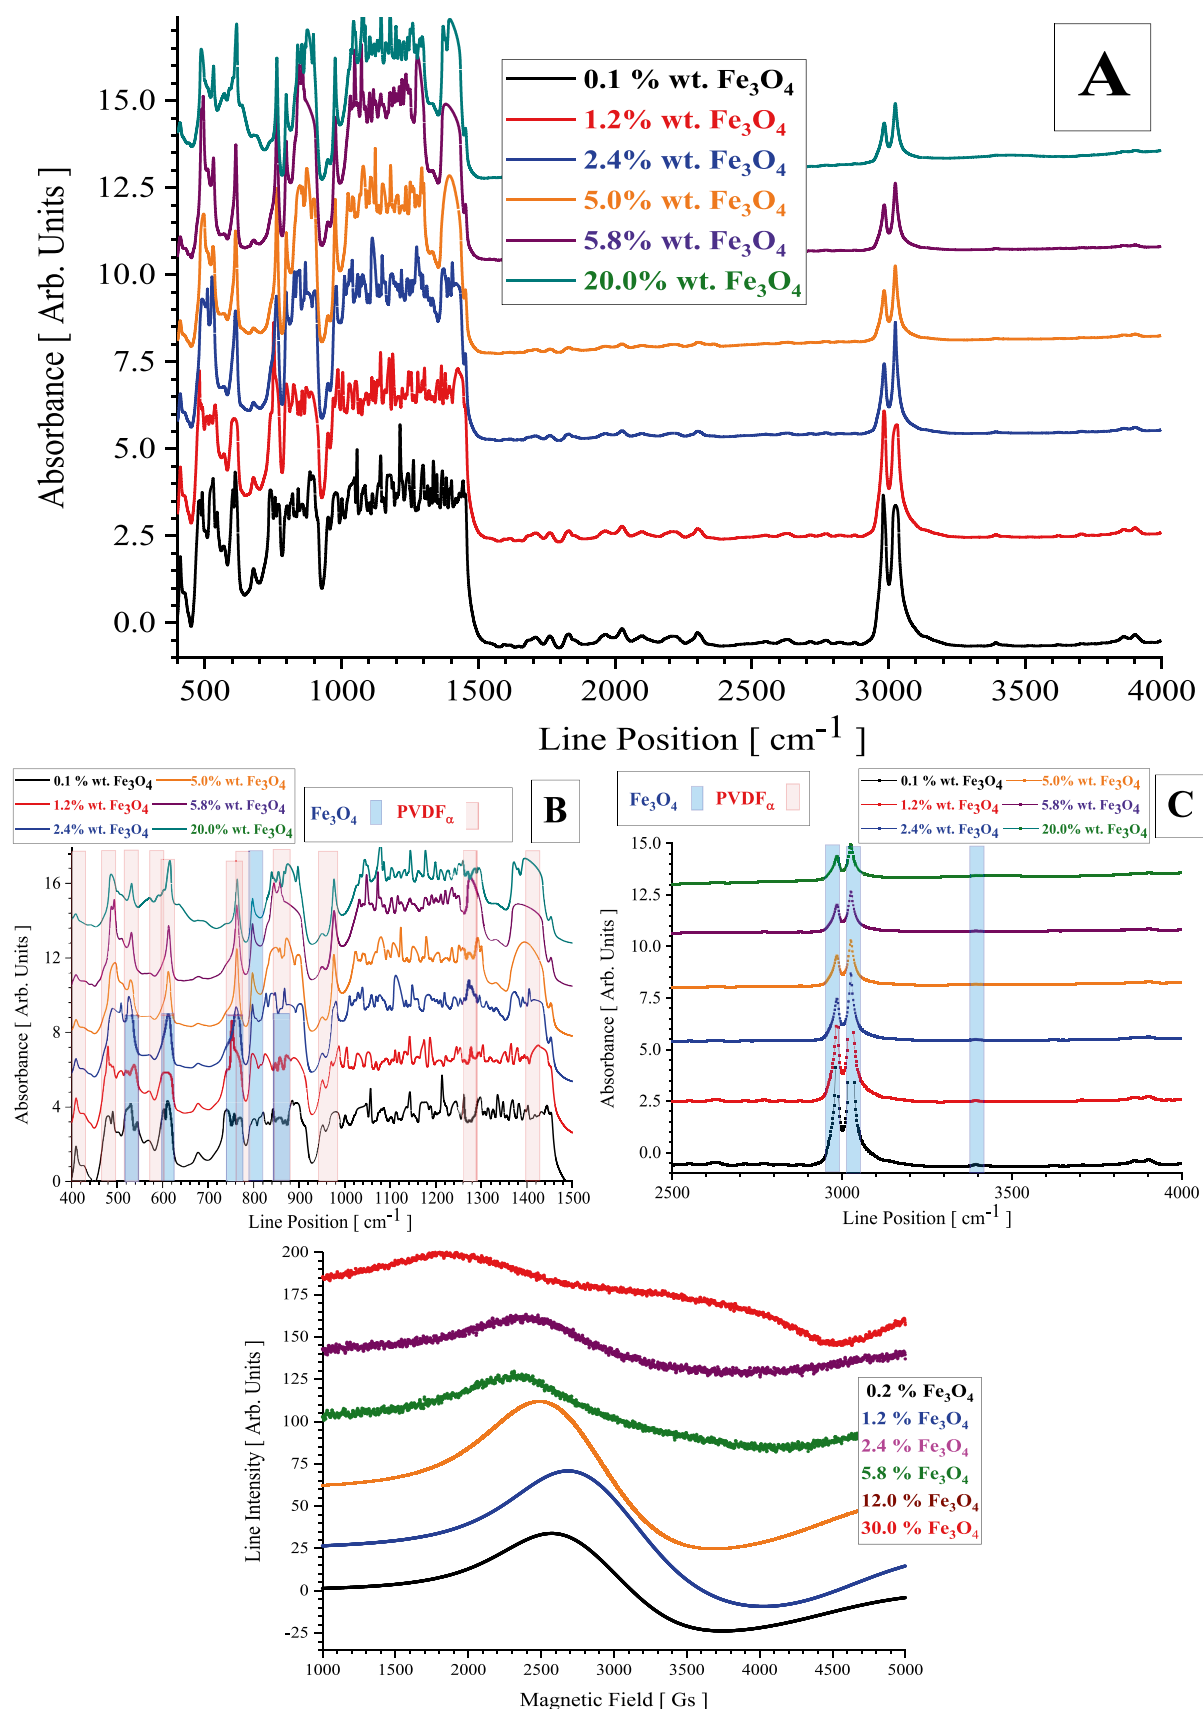 A
0.1 % wt. Fe₃O₄
1.2% wt. Fe₃O₄
2.4% wt. Fe₃O₄
5.0% wt. Fe₃O₄
5.8% wt. Fe₃O₄
20.0% wt. Fe₃O₄
Absorbance [ Arb. Units ]
15.0
12.5
10.0
7.5
5.0
2.5
0.0
500 1000 1500 2000 2500 3000 3500 4000
Line Position [ cm⁻¹ ]
0.1 % wt. Fe₃O₄ 5.0% wt. Fe₃O₄
1.2% wt. Fe₃O₄ 5.8% wt. Fe₃O₄
2.4% wt. Fe₃O₄ 20.0% wt. Fe₃O₄
Fe₃O₄ PVDFα
B
Absorbance [ Arb. Units ]
16
12
8
4
0
400 500 600 700 800 900 1000 1100 1200 1300 1400 1500
Line Position [ cm⁻¹ ]
Fe₃O₄ PVDFα
0.1 % wt. Fe₃O₄ 5.0% wt. Fe₃O₄
1.2% wt. Fe₃O₄ 5.8% wt. Fe₃O₄
2.4% wt. Fe₃O₄ 20.0% wt. Fe₃O₄
C
Absorbance [ Arb. Units ]
15.0
12.5
10.0
7.5
5.0
2.5
0.0
2500 3000 3500 4000
Line Position [ cm⁻¹ ]
Line Intensity [ Arb. Units ]
200
175
150
125
100
75
50
25
0
-25
0.2 % Fe₃O₄
1.2 % Fe₃O₄
2.4 % Fe₃O₄
5.8 % Fe₃O₄
12.0 % Fe₃O₄
30.0 % Fe₃O₄
1000 1500 2000 2500 3000 3500 4000 4500 5000
Magnetic Field [ Gs ]